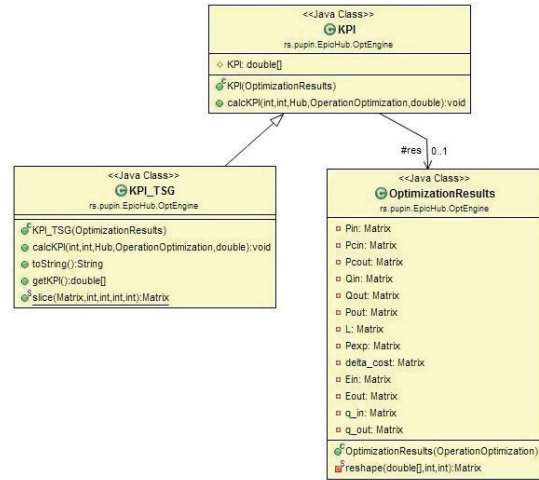 <<Java Class>>
KPI
rs.pupin.EpicHub.OptEngine
KPI: double[]
KPI(OptimizationResults)
calcKPI(int,int,Hub,OperationOptimization,double):void
#res 0..1
<<Java Class>>
KPI_TSG
rs.pupin.EpicHub.OptEngine
KPI_TSG(OptimizationResults)
calcKPI(int,int,Hub,OperationOptimization,double):void
toString():String
getKPI():double[]
slice(Matrix,int,int,int,int):Matrix
<<Java Class>>
OptimizationResults
rs.pupin.EpicHub.OptEngine
Pin: Matrix
Pcin: Matrix
Pcout: Matrix
Qin: Matrix
Qout: Matrix
Pout: Matrix
L: Matrix
Pexp: Matrix
delta_cost: Matrix
Ein: Matrix
Eout: Matrix
q_in: Matrix
q_out: Matrix
OptimizationResults(OperationOptimization)
reshape(double[],int,int):Matrix